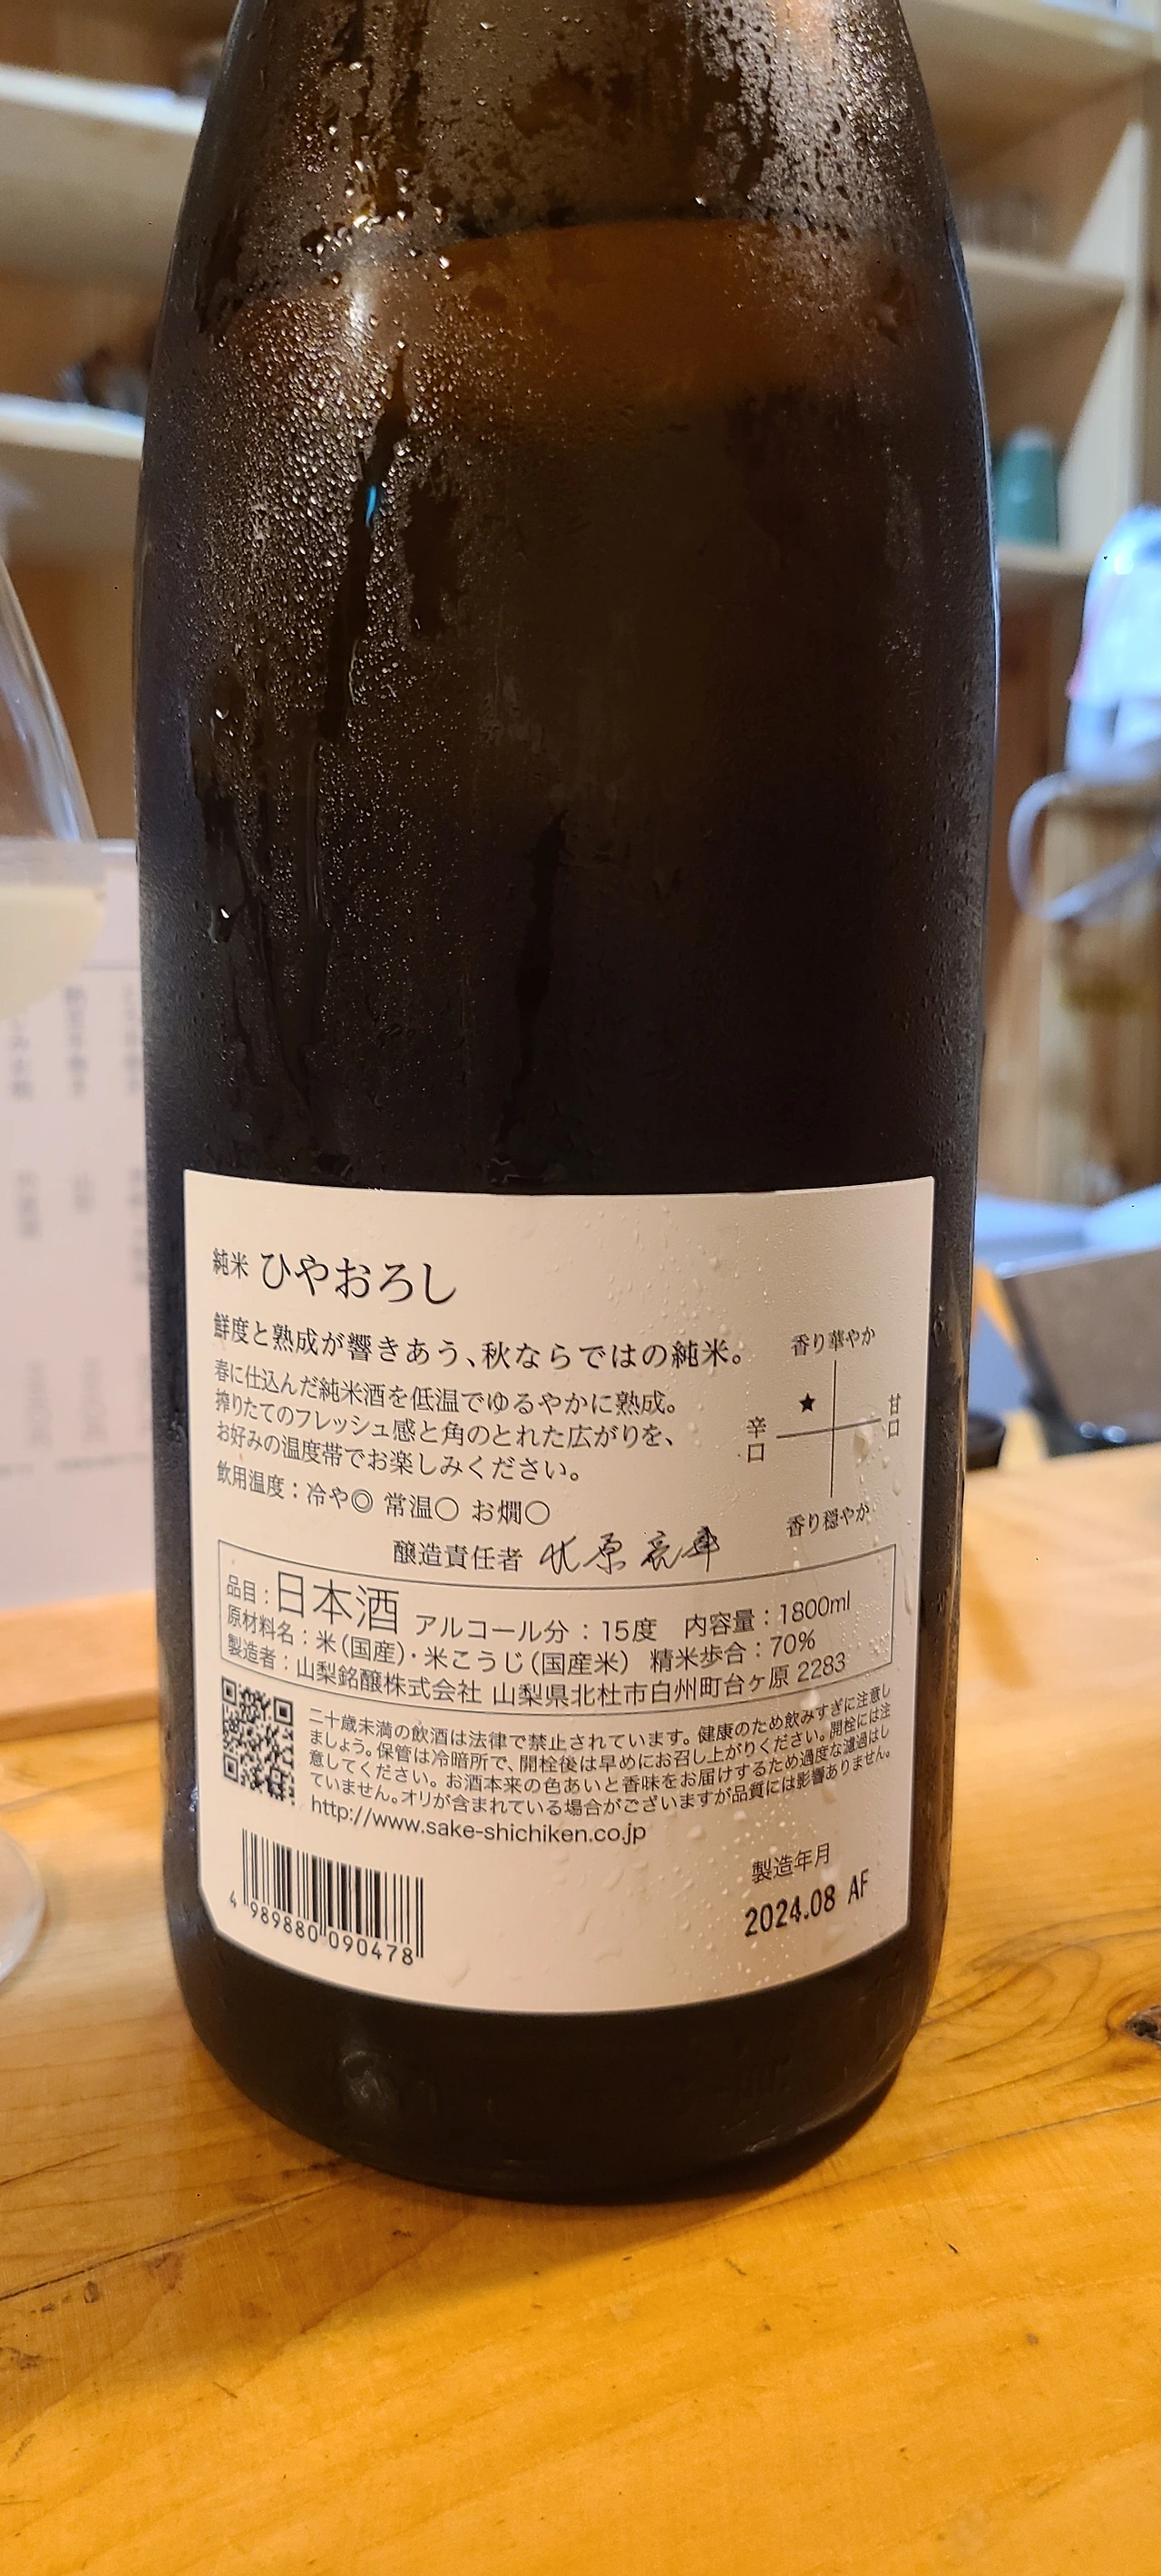 純米 ひやおろし
鮮度と熟成が響きあう、秋ならではの純米。
春に仕込んだ純米酒を低温でゆるやかに熟成。
搾りたてのフレッシュ感と角のとれた広がりを、
お好みの温度帯でお楽しみください。
飲用温度：冷や◎ 常温○ お燗○
香り華やか
★
辛口
甘口
香り穏やか
醸造責任者 北原亮庫
品目：日本酒 アルコール分：15度 内容量：1800ml
原材料名：米（国産）・米こうじ（国産米） 精米歩合：70%
製造者：山梨銘醸株式会社 山梨県北杜市白州町台ヶ原 2283
二十歳未満の飲酒は法律で禁止されています。健康のため飲みすぎに注意し
ましょう。保管は冷暗所で、開栓後は早めにお召し上がりください。開栓には注
意してください。お酒本来の色あいと香味をお届けするため過度な濾過はし
ていません。オリが含まれている場合がございますが品質には影響ありません。
http://www.sake-shichiken.co.jp
製造年月
2024.08 AF
4 989880 090478